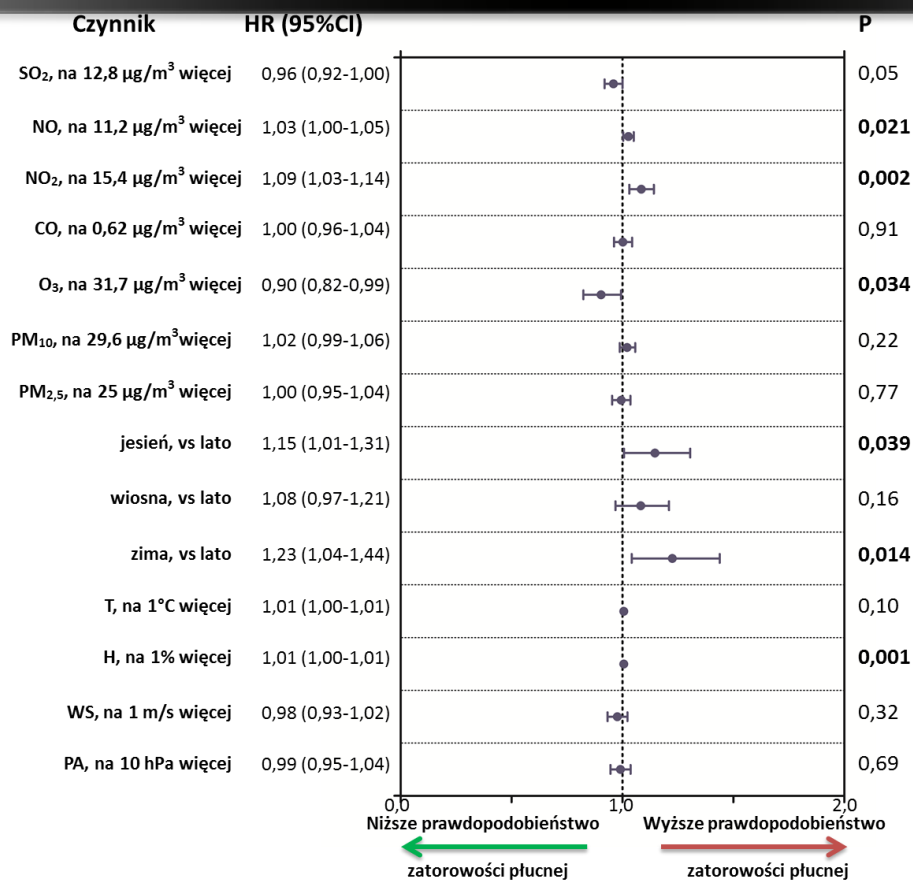 Czynnik HR (95%CI) P
SO₂, na 12,8 µg/m³ więcej 0,96 (0,92-1,00) 0,05
NO, na 11,2 µg/m³ więcej 1,03 (1,00-1,05) 0,021
NO₂, na 15,4 µg/m³ więcej 1,09 (1,03-1,14) 0,002
CO, na 0,62 µg/m³ więcej 1,00 (0,96-1,04) 0,91
O₃, na 31,7 µg/m³ więcej 0,90 (0,82-0,99) 0,034
PM₁₀, na 29,6 µg/m³więcej 1,02 (0,99-1,06) 0,22
PM₂,₅, na 25 µg/m³ więcej 1,00 (0,95-1,04) 0,77
jesień, vs lato 1,15 (1,01-1,31) 0,039
wiosna, vs lato 1,08 (0,97-1,21) 0,16
zima, vs lato 1,23 (1,04-1,44) 0,014
T, na 1°C więcej 1,01 (1,00-1,01) 0,10
H, na 1% więcej 1,01 (1,00-1,01) 0,001
WS, na 1 m/s więcej 0,98 (0,93-1,02) 0,32
PA, na 10 hPa więcej 0,99 (0,95-1,04) 0,69
0,0 1,0 2,0
Niższe prawdopodobieństwo Wyższe prawdopodobieństwo
zatorowości płucnej zatorowości płucnej